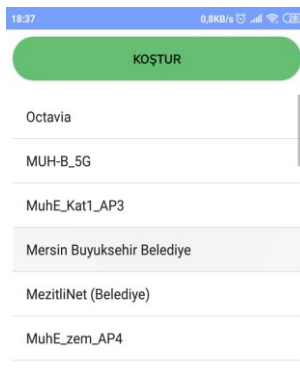 18:37 0,8KB/s
KOŞTUR
Octavia
MUH-B_5G
MuhE_Kat1_AP3
Mersin Buyuksehir Belediye
MezitliNet (Belediye)
MuhE_zem_AP4